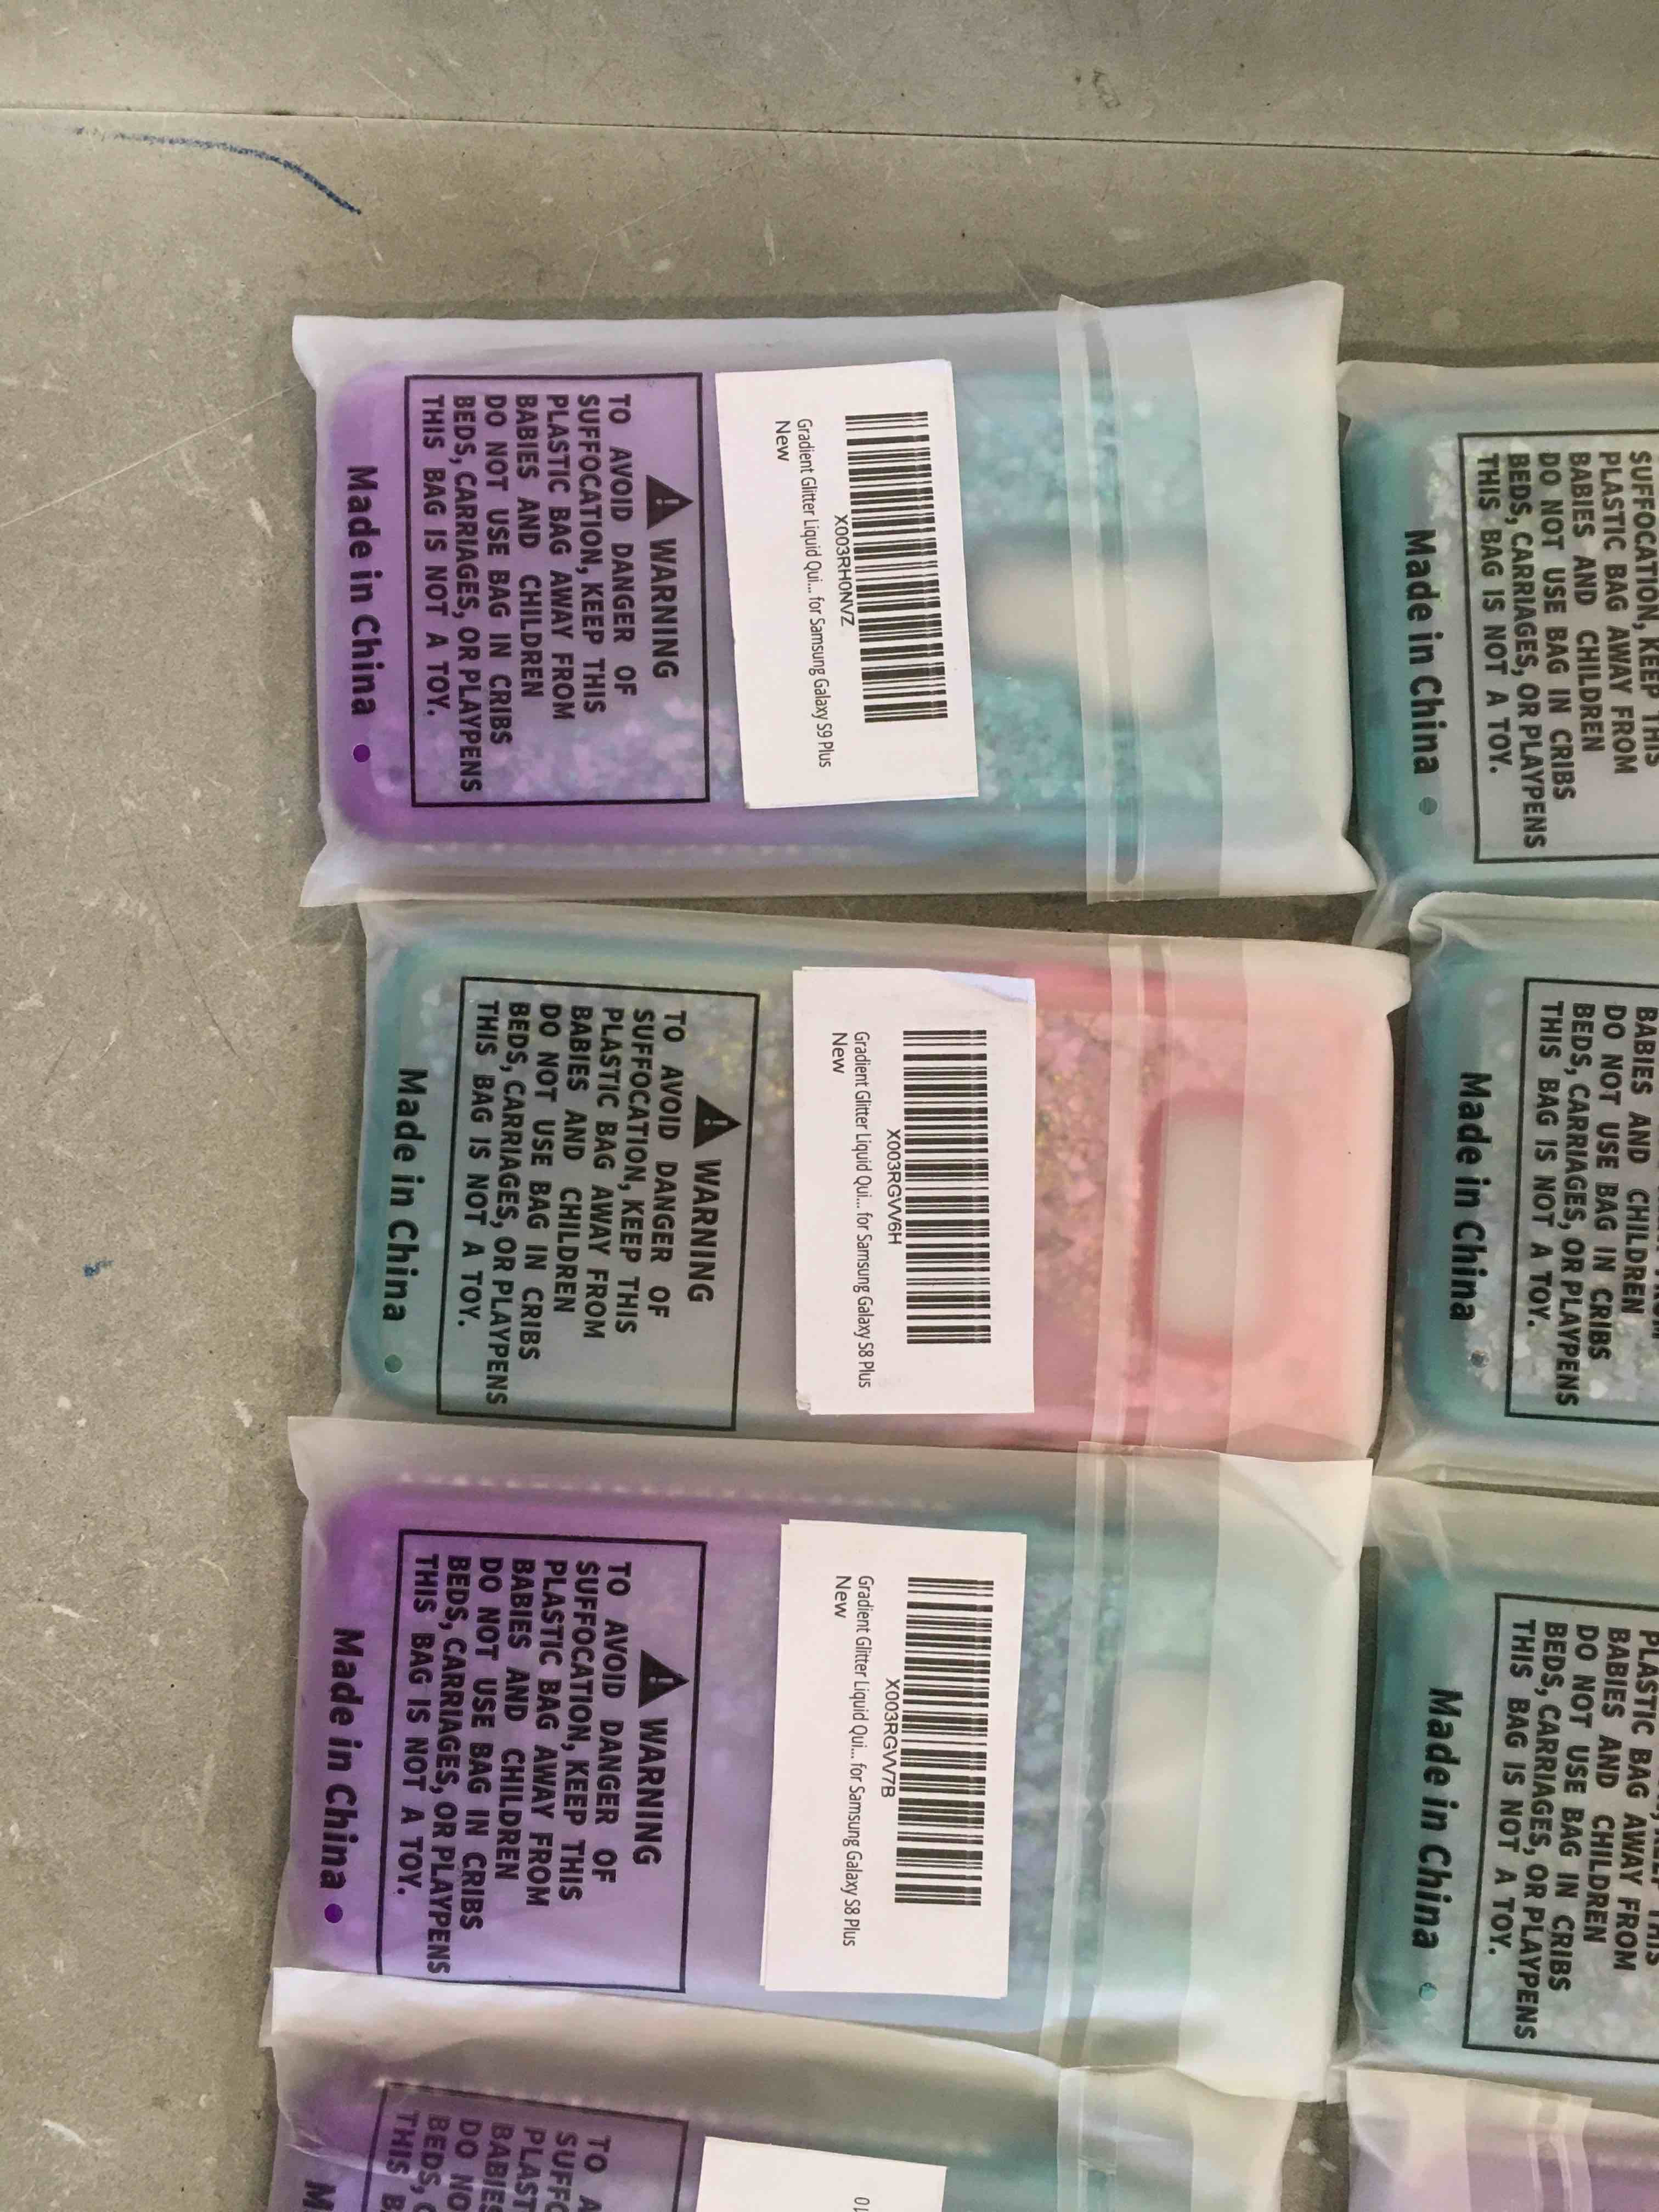 X003RH0NVZ
Gradient Glitter Liquid Qui... for Samsung Galaxy S9 Plus
New
WARNING
TO AVOID DANGER OF
SUFFOCATION, KEEP THIS
PLASTIC BAG AWAY FROM
BABIES AND CHILDREN
DO NOT USE BAG IN CRIBS
BEDS, CARRIAGES, OR PLAYPENS
THIS BAG IS NOT A TOY.
Made in China
X003RGVV6H
Gradient Glitter Liquid Qui... for Samsung Galaxy S8 Plus
New
WARNING
TO AVOID DANGER OF
SUFFOCATION, KEEP THIS
PLASTIC BAG AWAY FROM
BABIES AND CHILDREN
DO NOT USE BAG IN CRIBS
BEDS, CARRIAGES, OR PLAYPENS
THIS BAG IS NOT A TOY.
Made in China
X003RGVV7B
Gradient Glitter Liquid Qui... for Samsung Galaxy S8 Plus
New
WARNING
TO AVOID DANGER OF
SUFFOCATION, KEEP THIS
PLASTIC BAG AWAY FROM
BABIES AND CHILDREN
DO NOT USE BAG IN CRIBS
BEDS, CARRIAGES, OR PLAYPENS
THIS BAG IS NOT A TOY.
Made in China
SUFFOCATION, KEEP THIS
PLASTIC BAG AWAY FROM
BABIES AND CHILDREN
DO NOT USE BAG IN CRIBS
BEDS, CARRIAGES, OR PLAYPENS
THIS BAG IS NOT A TOY.
Made in China
BABIES AND CHILDREN
DO NOT USE BAG IN CRIBS
BEDS, CARRIAGES, OR PLAYPENS
THIS BAG IS NOT A TOY.
Made in China
PLASTIC BAG AWAY FROM
BABIES AND CHILDREN
DO NOT USE BAG IN CRIBS
BEDS, CARRIAGES, OR PLAYPENS
THIS BAG IS NOT A TOY.
Made in China
TO A
SUFFO
PLAST
BABIES
DO NO
BEDS, C
THIS B
M